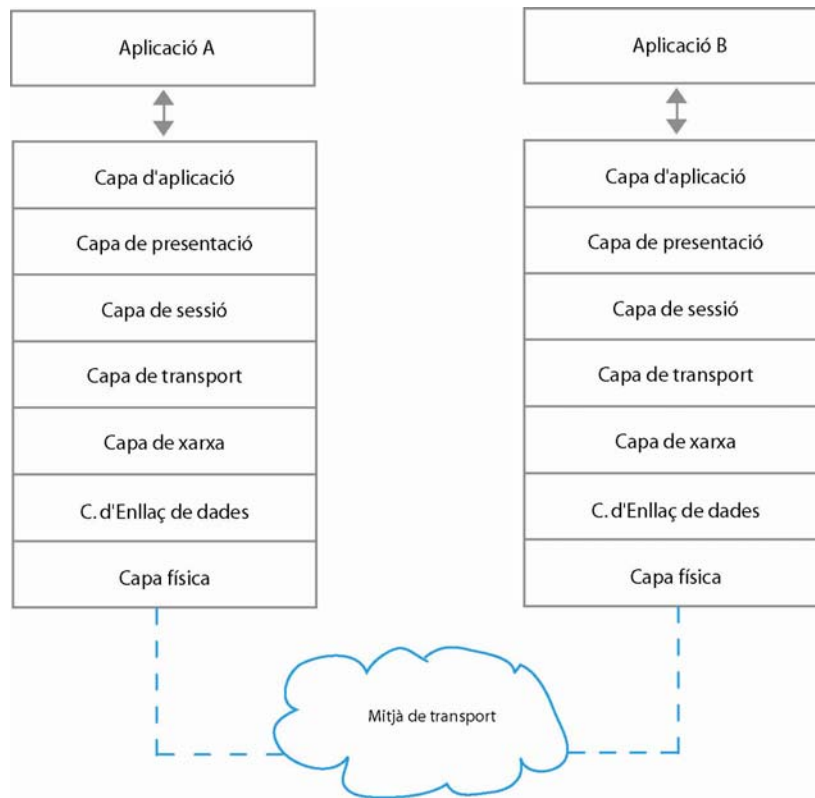 Aplicació A
Capa d'aplicació
Capa de presentació
Capa de sessió
Capa de transport
Capa de xarxa
C. d'Enllaç de dades
Capa física
Aplicació B
Capa d'aplicació
Capa de presentació
Capa de sessió
Capa de transport
Capa de xarxa
C. d'Enllaç de dades
Capa física
Mitjà de transport